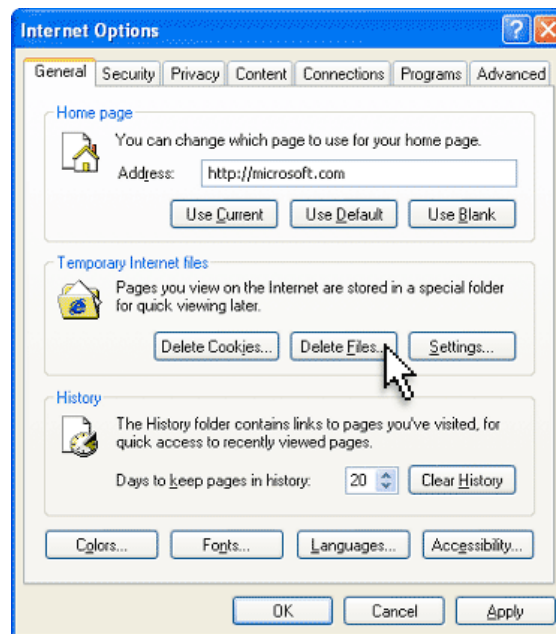 Internet Options
General Security Privacy Content Connections Programs Advanced
Home page
You can change which page to use for your home page.
Address: http://microsoft.com
Use Current Use Default Use Blank
Temporary Internet files
Pages you view on the Internet are stored in a special folder
for quick viewing later.
Delete Cookies... Delete Files... Settings...
History
The History folder contains links to pages you've visited, for
quick access to recently viewed pages.
Days to keep pages in history: 20 Clear History
Colors... Fonts... Languages... Accessibility...
OK Cancel Apply